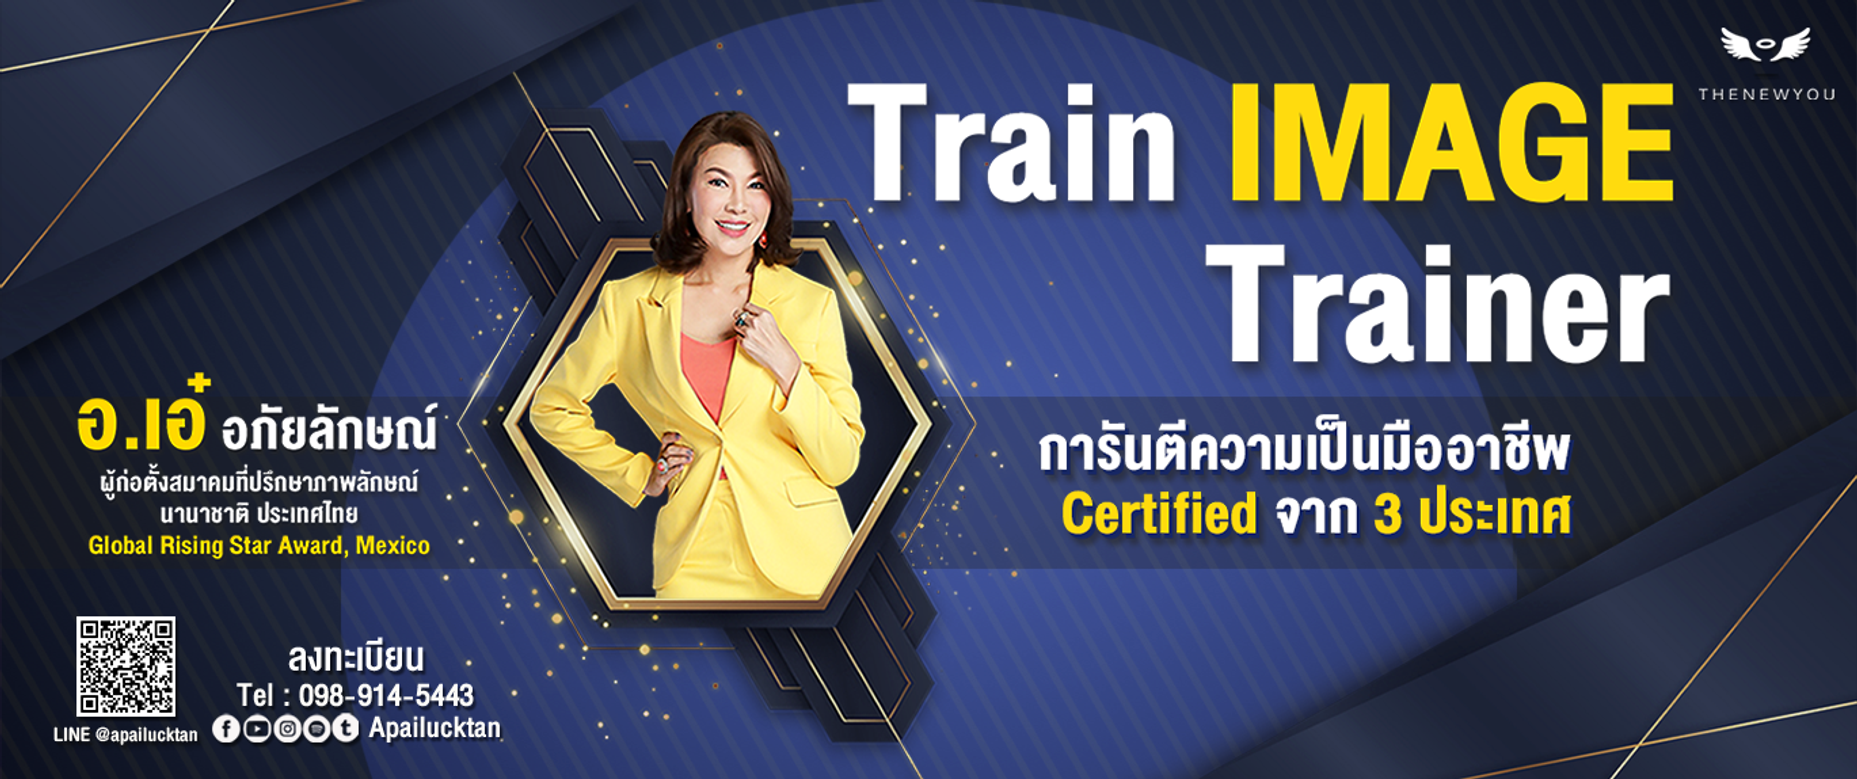 THENEWYOU
Train IMAGE
Trainer
การันตีความเป็นมืออาชีพ
Certified จาก 3 ประเทศ
อ.เอ๋ อภัยลักษณ์
ผู้ก่อตั้งสมาคมที่ปรึกษาภาพลักษณ์
นานาชาติ ประเทศไทย
Global Rising Star Award, Mexico
ลงทะเบียน
Tel : 098-914-5443
Apailucktan
LINE @apailucktan